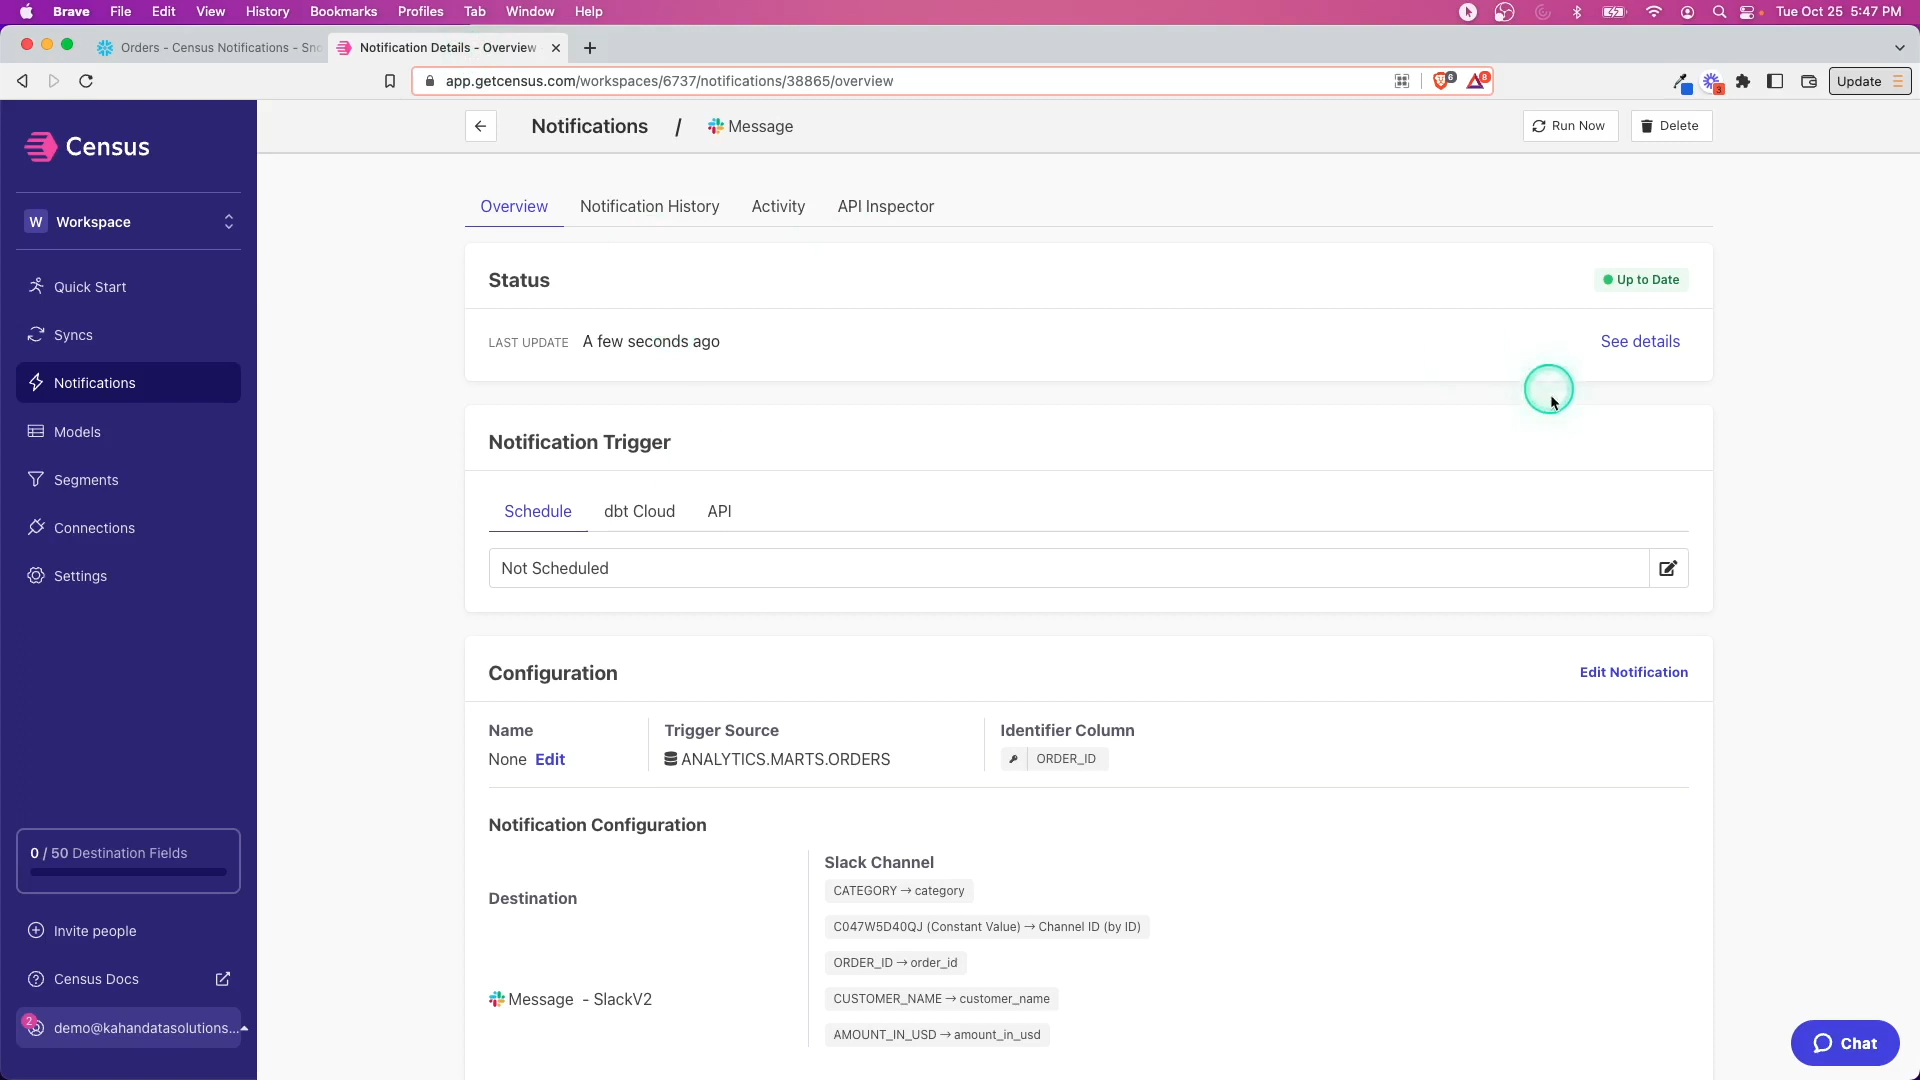 Brave File Edit View History Bookmarks Profiles Tab Window Help Tue Oct 25 5:47 PM
Orders - Census Notifications - Sno
Notification Details - Overview
app.getcensus.com/workspaces/6737/notifications/38865/overview
6
8
3
Update
Census
W Workspace
Quick Start
Syncs
Notifications
Models
Segments
Connections
Settings
0 / 50 Destination Fields
Invite people
Census Docs
2
demo@kahandatasolutions...
Notifications / Message
Run Now
Delete
Overview Notification History Activity API Inspector
Status
Up to Date
LAST UPDATE A few seconds ago
See details
Notification Trigger
Schedule dbt Cloud API
Not Scheduled
Configuration
Edit Notification
Name Trigger Source Identifier Column
None Edit ANALYTICS.MARTS.ORDERS ORDER_ID
Notification Configuration
Slack Channel
CATEGORY → category
Destination
C047W5D40QJ (Constant Value) → Channel ID (by ID)
ORDER_ID → order_id
Message - SlackV2
CUSTOMER_NAME → customer_name
AMOUNT_IN_USD → amount_in_usd
Chat